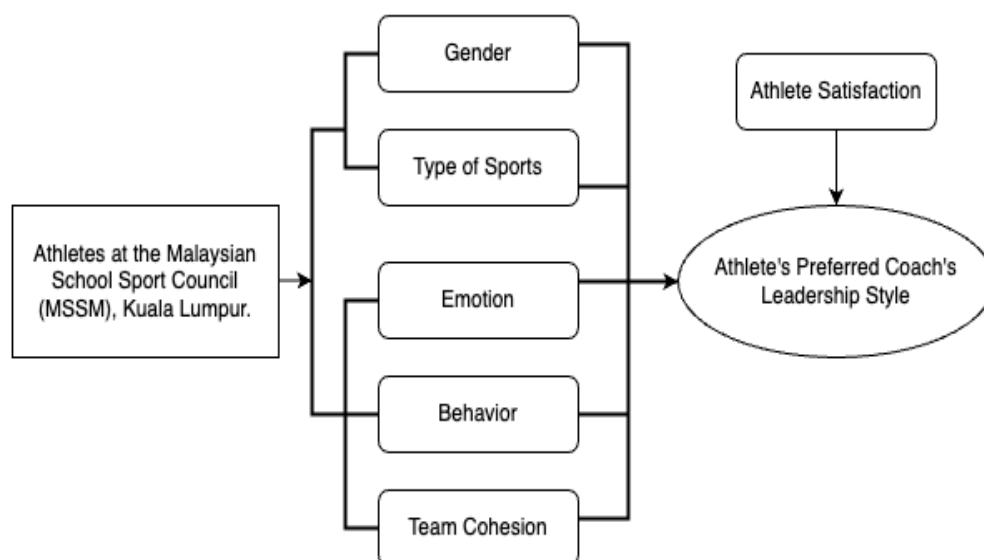 Gender
Type of Sports
Athletes at the Malaysian
School Sport Council
(MSSM), Kuala Lumpur.
Emotion
Behavior
Team Cohesion
Athlete Satisfaction
Athlete's Preferred Coach's
Leadership Style